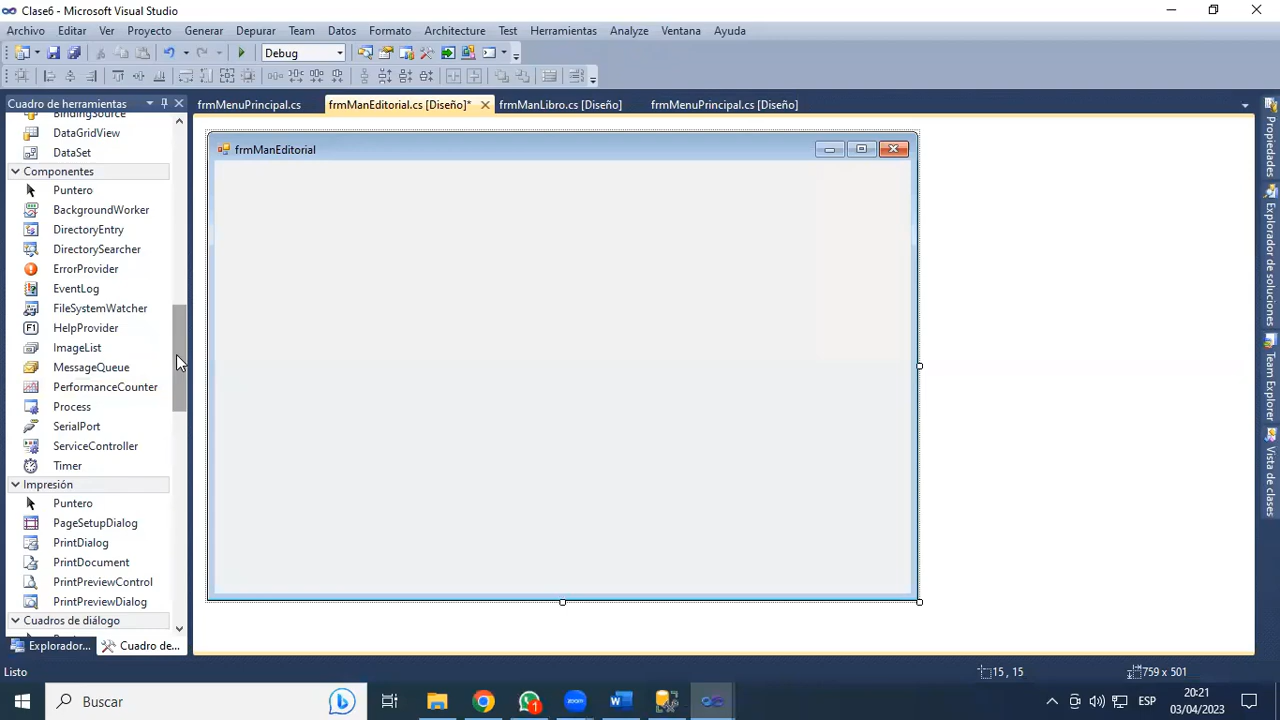 Clase6 - Microsoft Visual Studio
Archivo Editar Ver Proyecto Generar Depurar Team Datos Formato Architecture Test Herramientas Analyze Ventana Ayuda
Debug
Cuadro de herramientas
frmMenuPrincipal.cs frmManEditorial.cs [Diseño]* frmManLibro.cs [Diseño] frmMenuPrincipal.cs [Diseño]
BindingSource
DataGridView
DataSet
Componentes
Puntero
BackgroundWorker
DirectoryEntry
DirectorySearcher
ErrorProvider
EventLog
FileSystemWatcher
HelpProvider
ImageList
MessageQueue
PerformanceCounter
Process
SerialPort
ServiceController
Timer
Impresión
Puntero
PageSetupDialog
PrintDialog
PrintDocument
PrintPreviewControl
PrintPreviewDialog
Cuadros de diálogo
Explorador... Cuadro de...
frmManEditorial
Propiedades
Explorador de soluciones
Team Explorer
Vista de clases
Listo
15 , 15
759 x 501
Buscar
zoom
1
ESP
20:21
03/04/2023